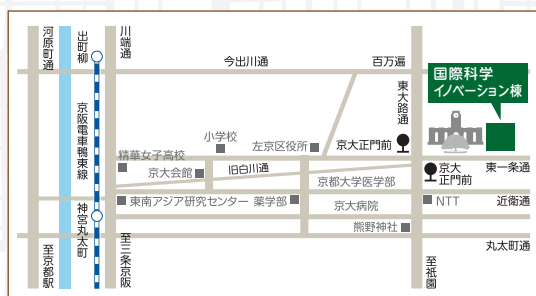 河原町通
出町柳
川端通
今出川通
百万遍
東大路通
国際科学
イノベーション棟
京阪電車鴨東線
小学校
左京区役所
京大正門前
精華女子高校
京大会館
旧白川通
京都大学医学部
京大
正門前
東一条通
東南アジア研究センター
薬学部
京大病院
NTT
近衛通
神宮丸太町
熊野神社
丸太町通
至京都駅
至三条京阪
至祇園